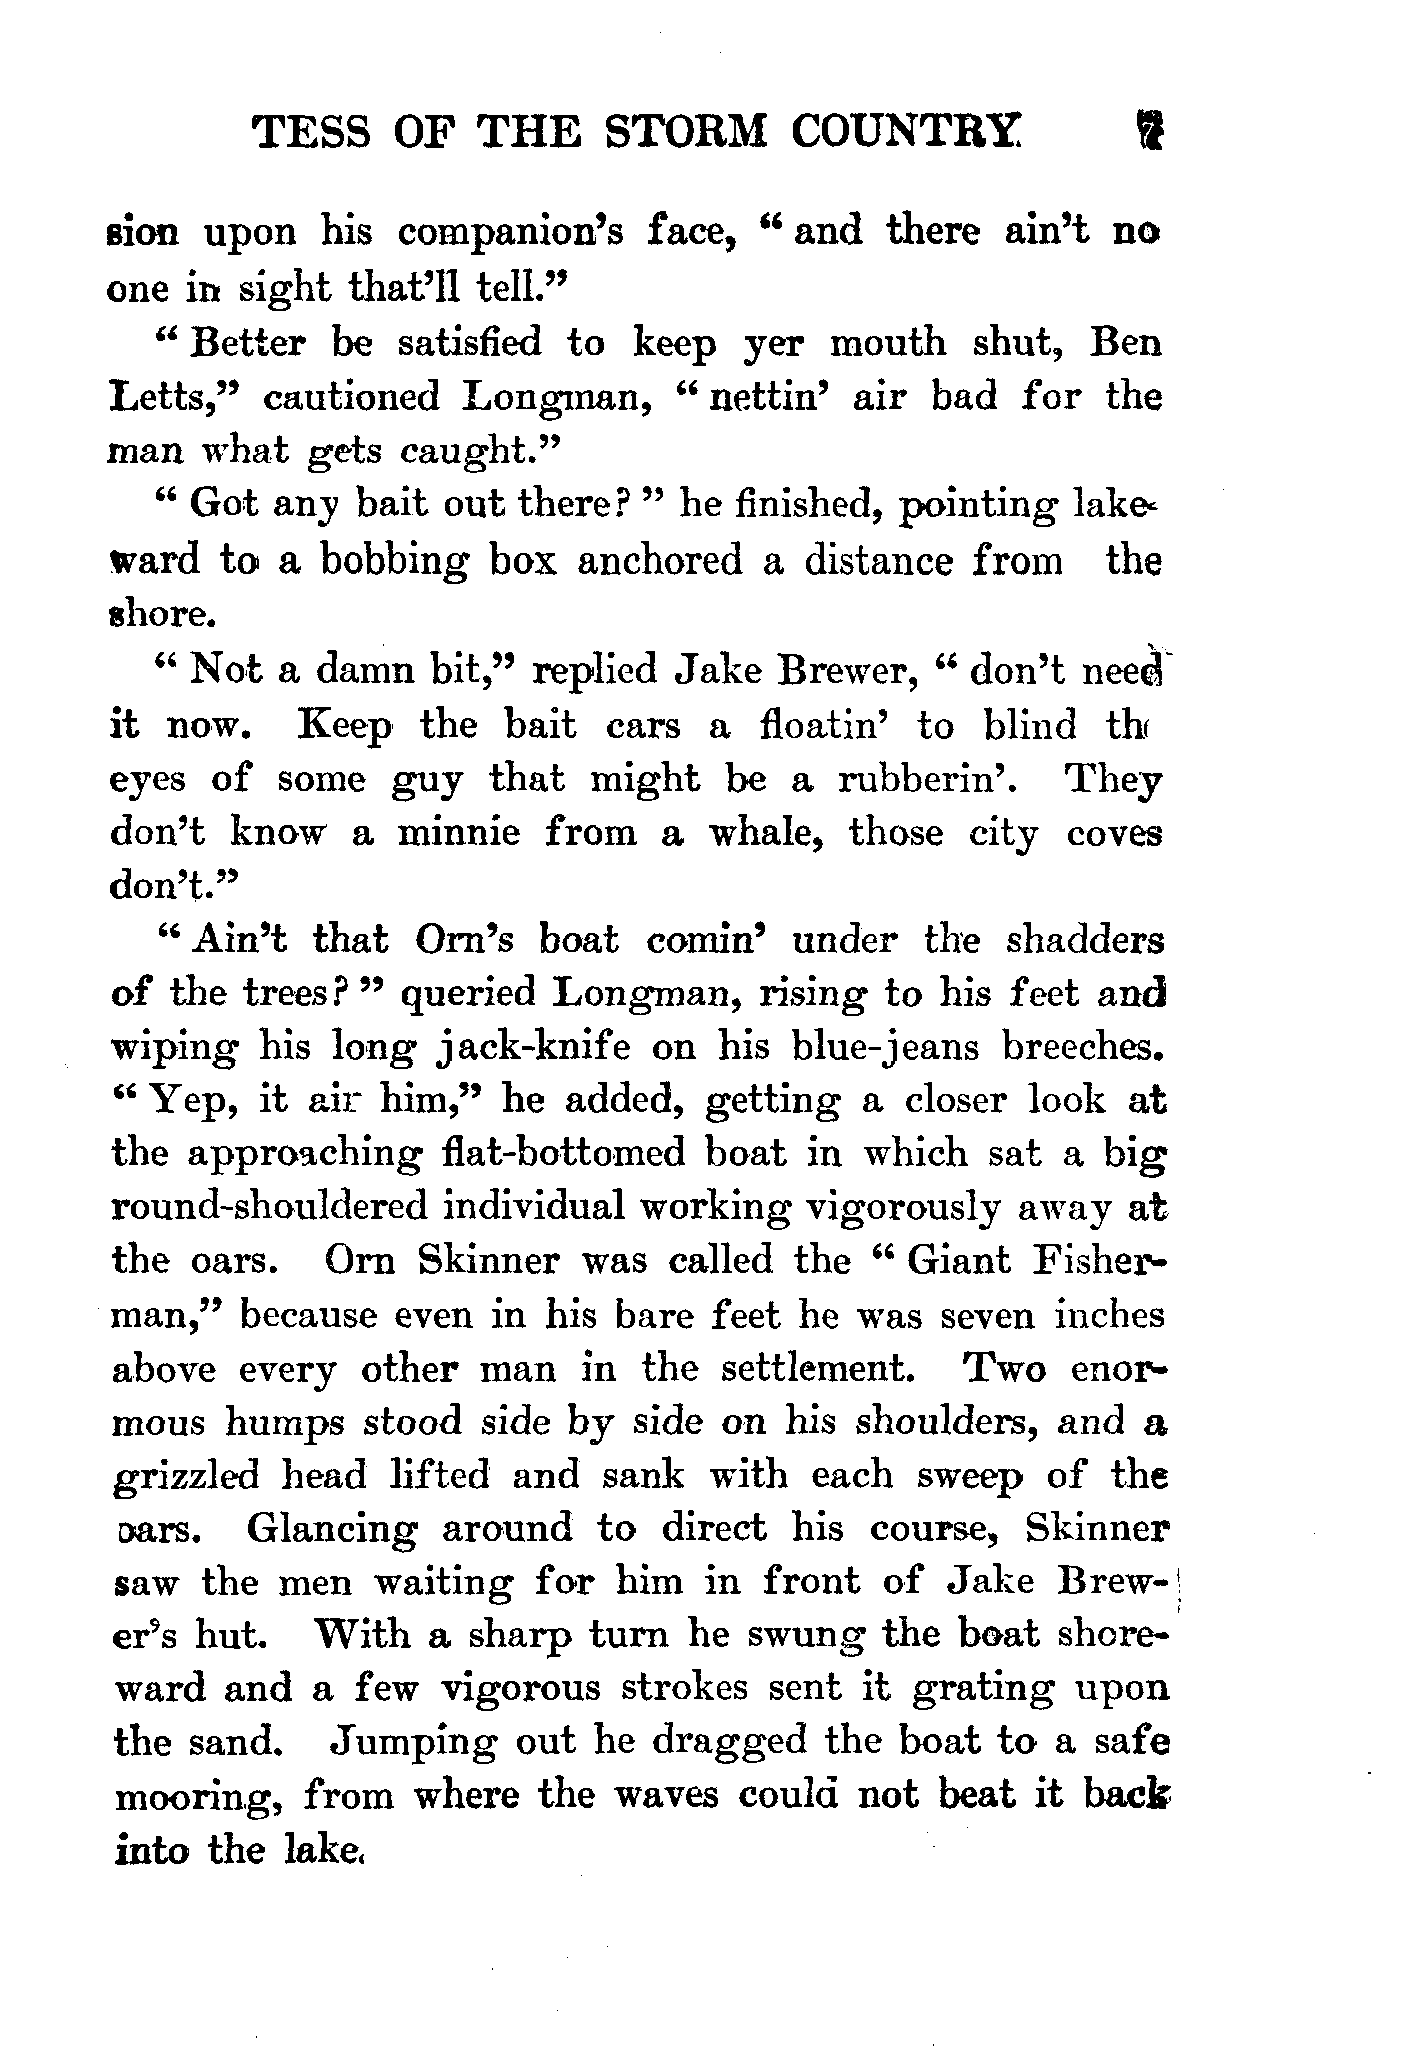 TESS OF THE STORM COUNTRY 7
sion upon his companion's face, “ and there ain't no
one in sight that'll tell.”
“ Better be satisfied to keep yer mouth shut, Ben
Letts,” cautioned Longman, “ nettin' air bad for the
man what gets caught.”
“ Got any bait out there? ” he finished, pointing lake-
ward to a bobbing box anchored a distance from the
shore.
“ Not a damn bit,” replied Jake Brewer, “ don't need
it now. Keep the bait cars a floatin' to blind the
eyes of some guy that might be a rubberin'. They
don't know a minnie from a whale, those city coves
don't.”
“ Ain't that Orn's boat comin' under the shadders
of the trees? ” queried Longman, rising to his feet and
wiping his long jack-knife on his blue-jeans breeches.
“ Yep, it air him,” he added, getting a closer look at
the approaching flat-bottomed boat in which sat a big
round-shouldered individual working vigorously away at
the oars. Orn Skinner was called the “ Giant Fisher-
man,” because even in his bare feet he was seven inches
above every other man in the settlement. Two enor-
mous humps stood side by side on his shoulders, and a
grizzled head lifted and sank with each sweep of the
oars. Glancing around to direct his course, Skinner
saw the men waiting for him in front of Jake Brew-
er's hut. With a sharp turn he swung the boat shore-
ward and a few vigorous strokes sent it grating upon
the sand. Jumping out he dragged the boat to a safe
mooring, from where the waves could not beat it back
into the lake.